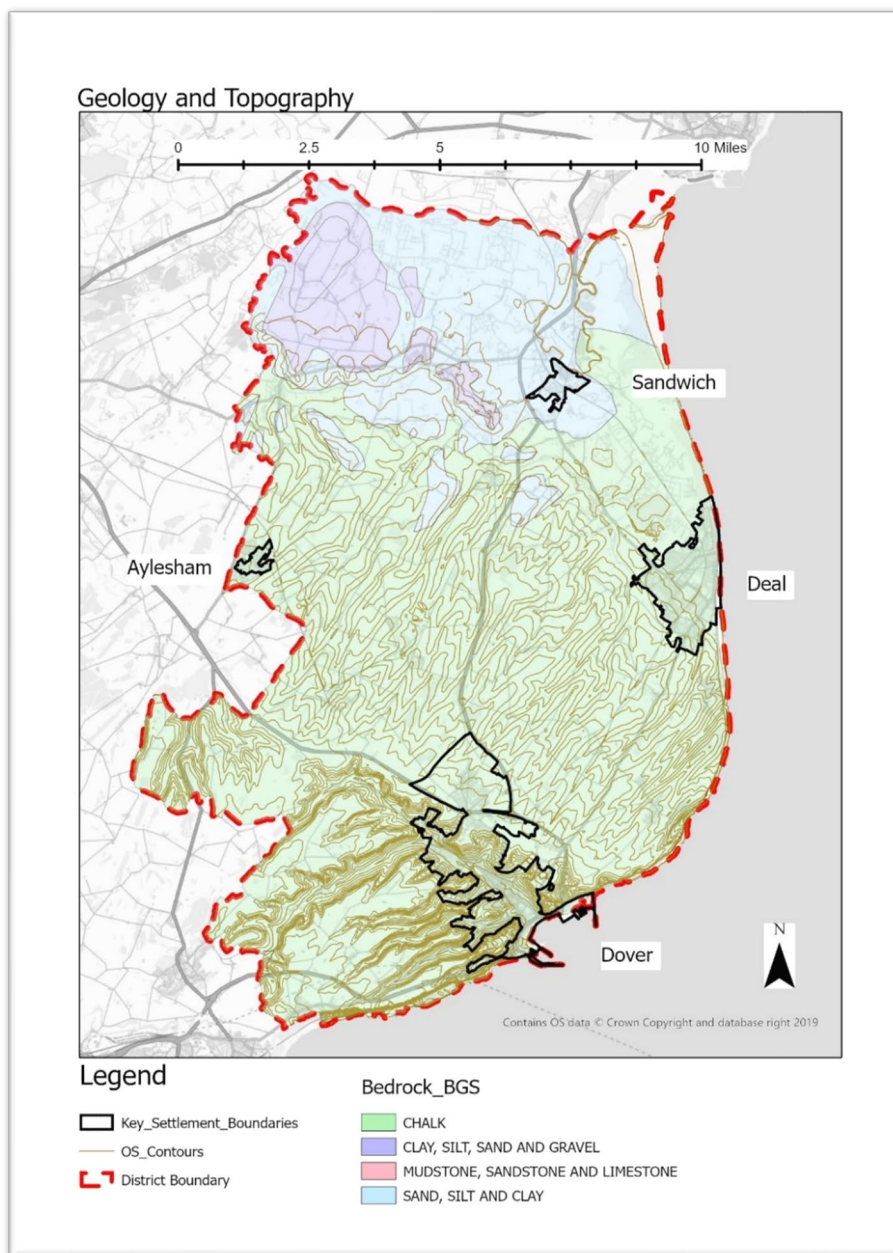 Geology and Topography
0 2.5 5 10 Miles
Sandwich
Aylesham
Deal
Dover
N
Contains OS data © Crown Copyright and database right 2019
Legend
Key_Settlement_Boundaries
OS_Contours
District Boundary
Bedrock_BGS
CHALK
CLAY, SILT, SAND AND GRAVEL
MUDSTONE, SANDSTONE AND LIMESTONE
SAND, SILT AND CLAY